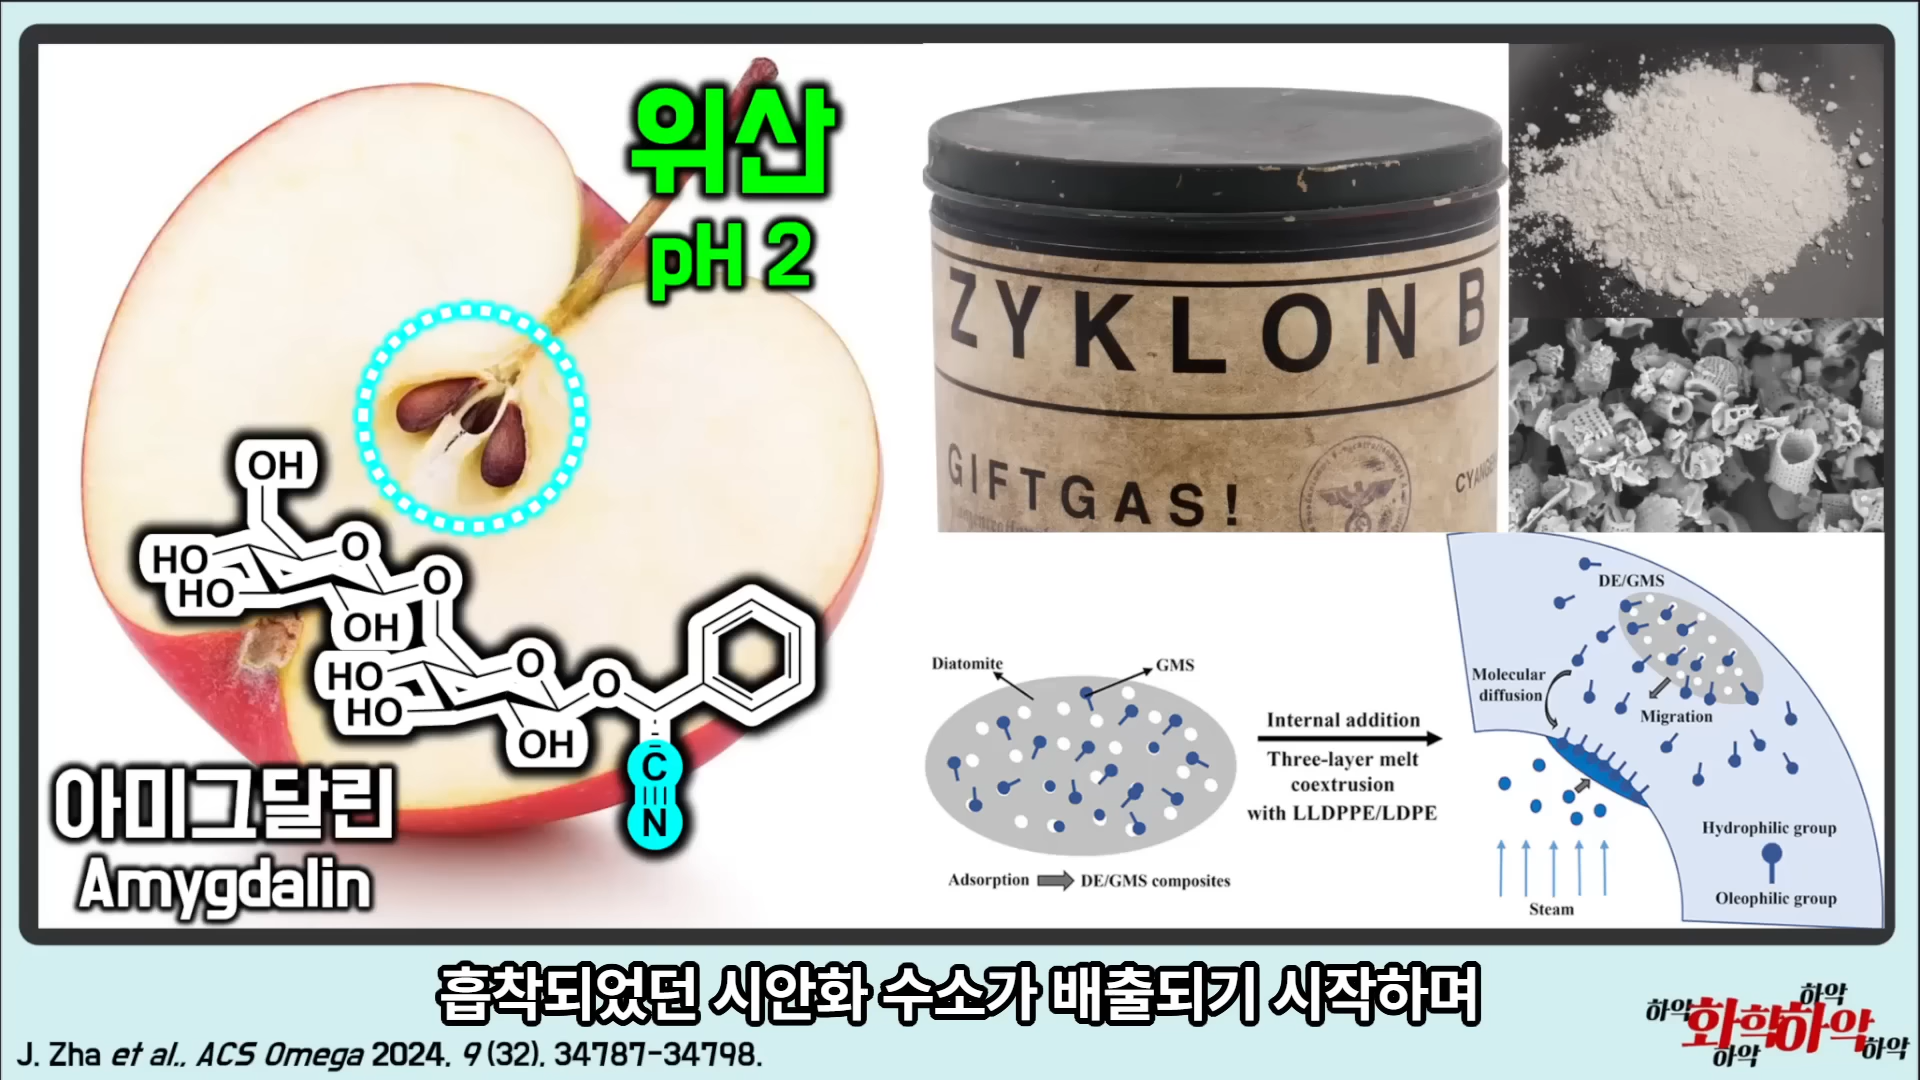 위산
pH 2
OH
HO
HO
O
O
OH
HO
HO
O
O
OH
C
N
아미그달린
Amygdalin
ZYKLON B
GIFTGAS!
Diatomite
GMS
Adsorption
DE/GMS composites
Internal addition
Three-layer melt
coextrusion
with LLDPPE/LDPE
DE/GMS
Molecular
diffusion
Migration
Steam
Hydrophilic group
Oleophilic group
흡착되었던 시안화 수소가 배출되기 시작하며
J. Zha et al., ACS Omega 2024, 9 (32), 34787-34798.
하악
하악
화학하악
하악
하악